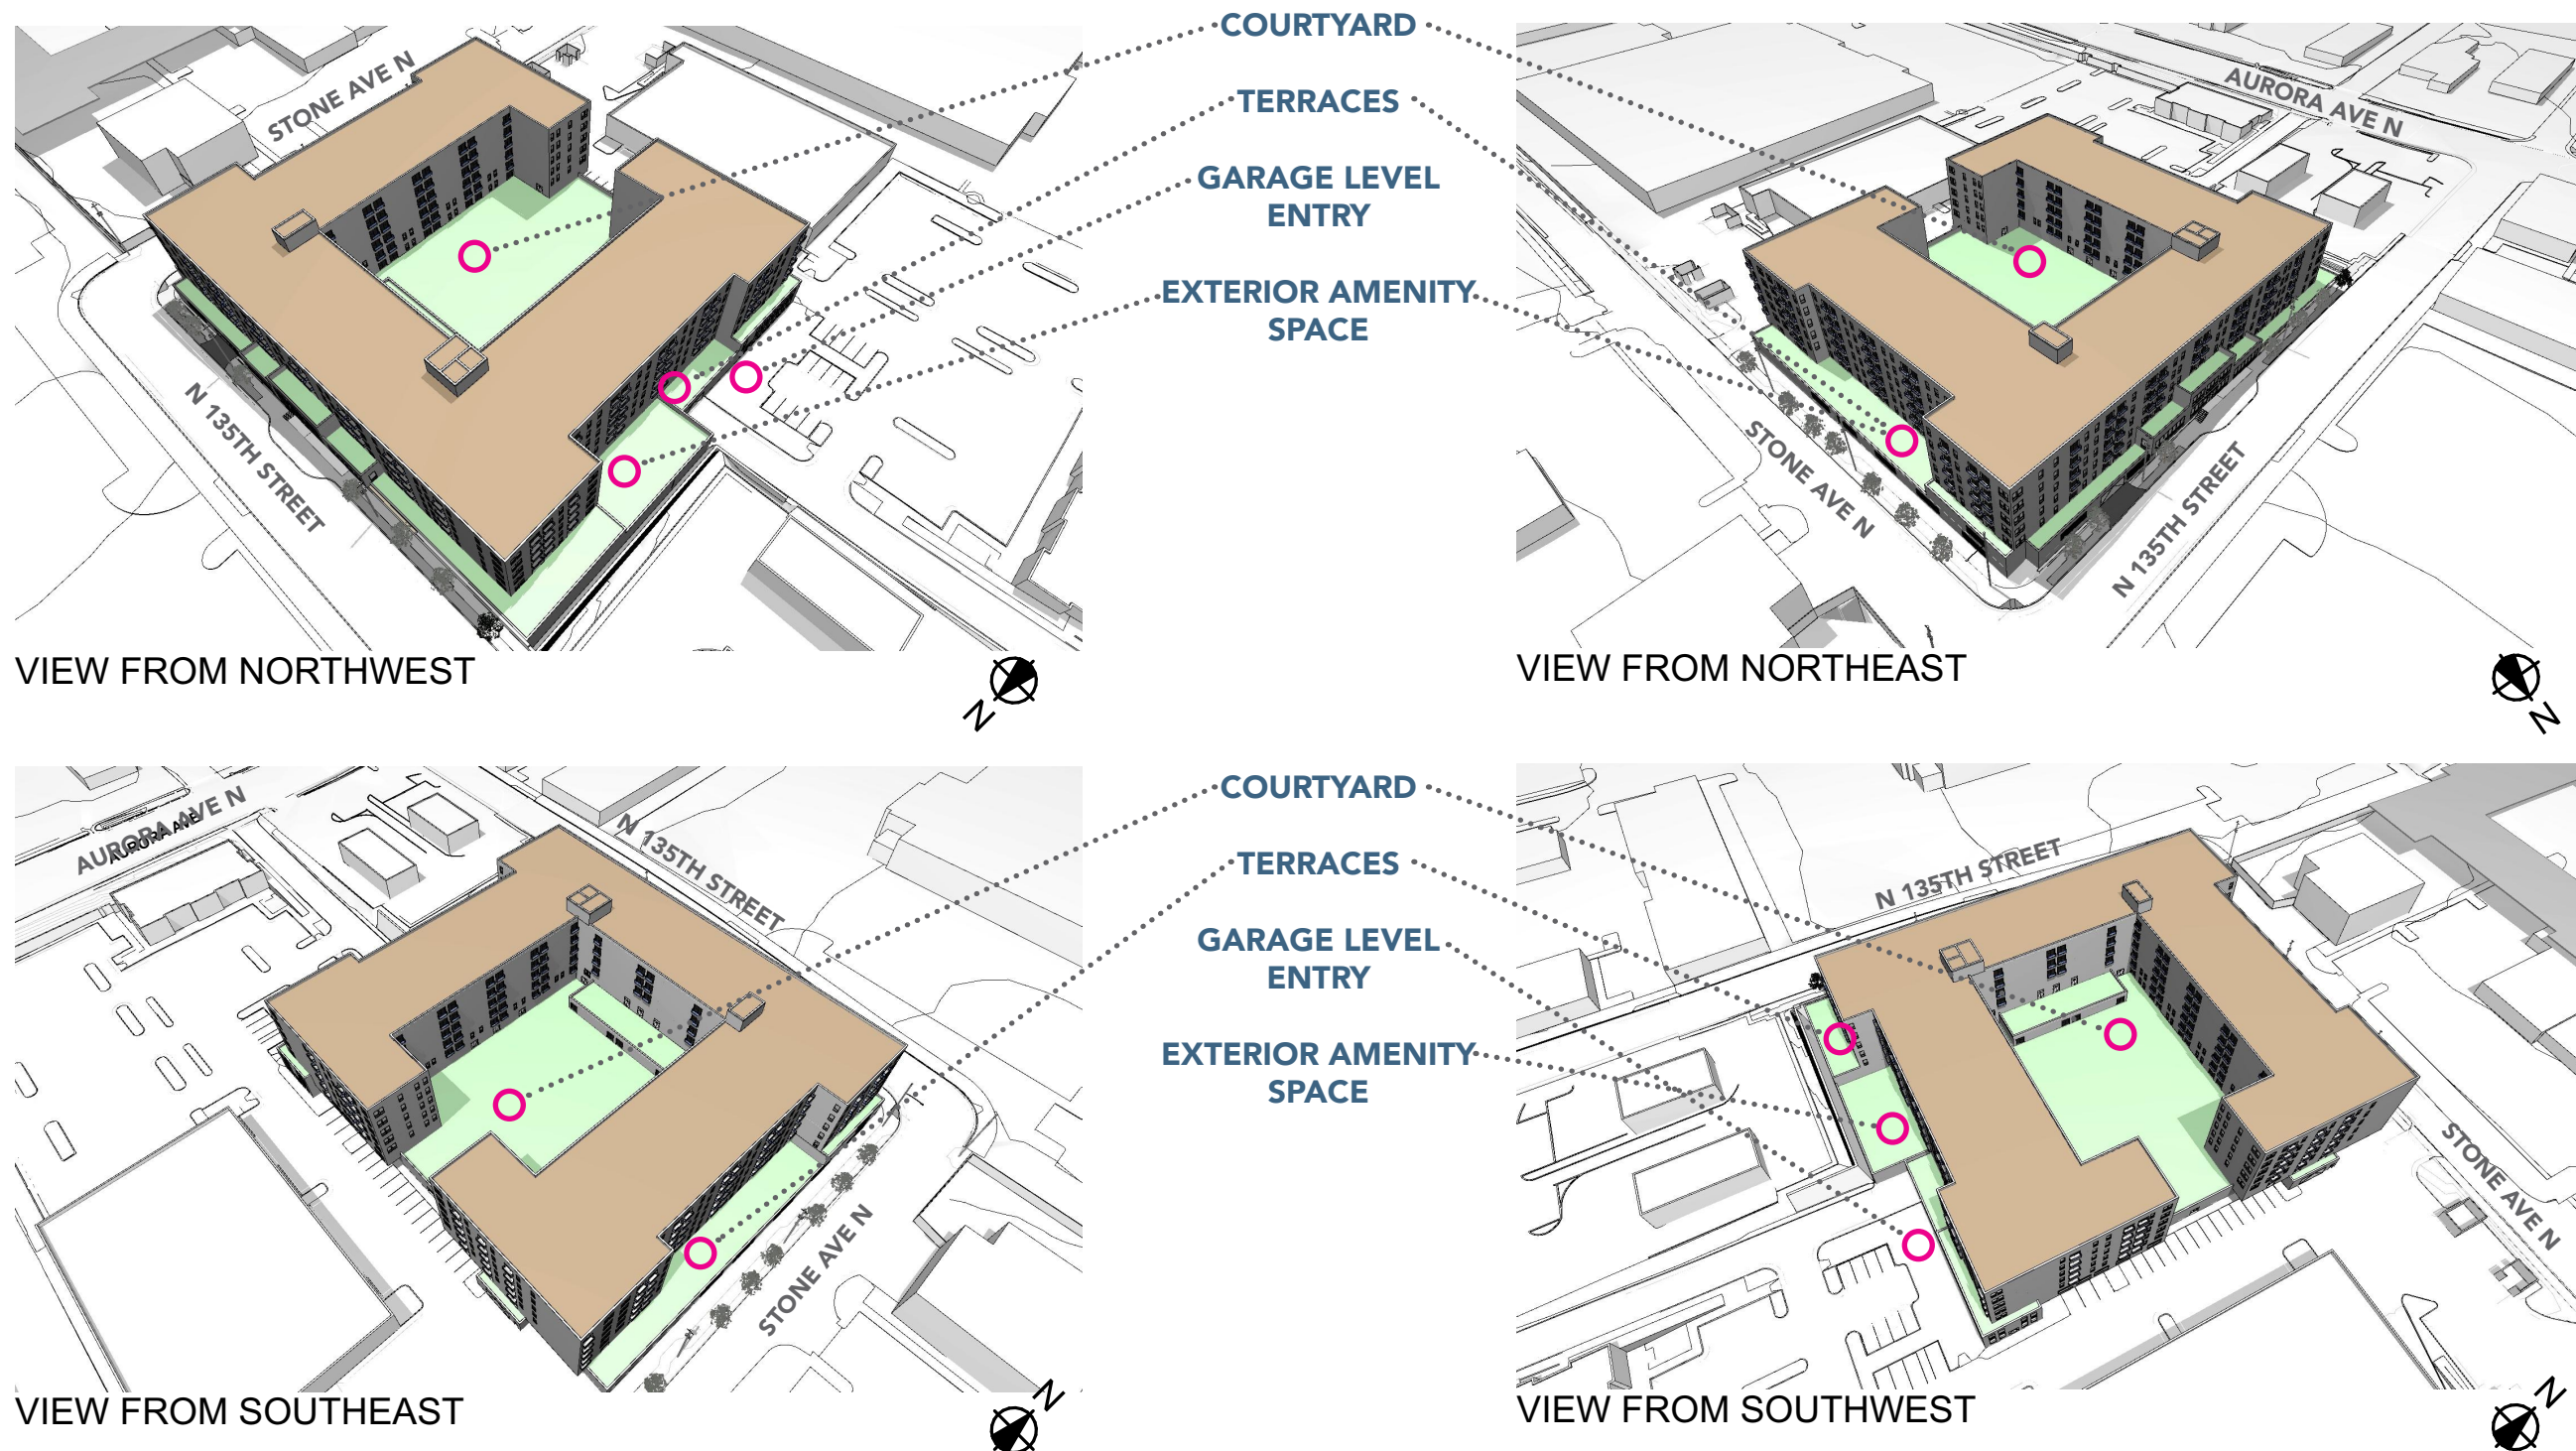 COURTYARD
TERRACES
GARAGE LEVEL
ENTRY
EXTERIOR AMENITY
SPACE
STONE AVE N
N 135TH STREET
VIEW FROM NORTHWEST
N
AURORA AVE N
STONE AVE N
N 135TH STREET
VIEW FROM NORTHEAST
N
COURTYARD
TERRACES
GARAGE LEVEL
ENTRY
EXTERIOR AMENITY
SPACE
AURORA AVE N
AURORA AVE
N 135TH STREET
STONE AVE N
VIEW FROM SOUTHEAST
N
N 135TH STREET
STONE AVE N
VIEW FROM SOUTHWEST
N